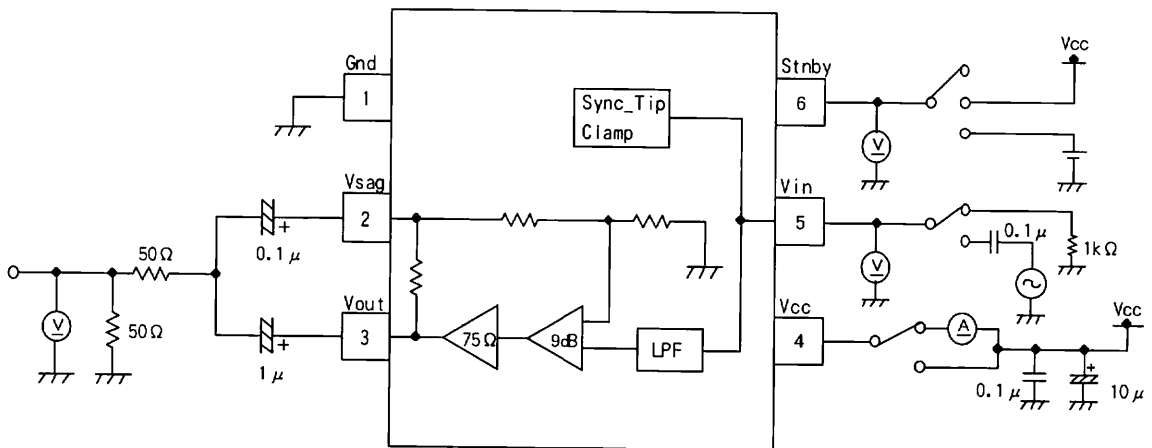 Gnd
1
Vsag
2
0.1μ
50Ω
V
50Ω
Vout
3
1μ
Sync_Tip
Clamp
75Ω
9dB
LPF
Stnby
6
Vcc
V
Vin
5
0.1μ
1kΩ
V
Vcc
4
A
Vcc
0.1μ
10μ
+
+
+